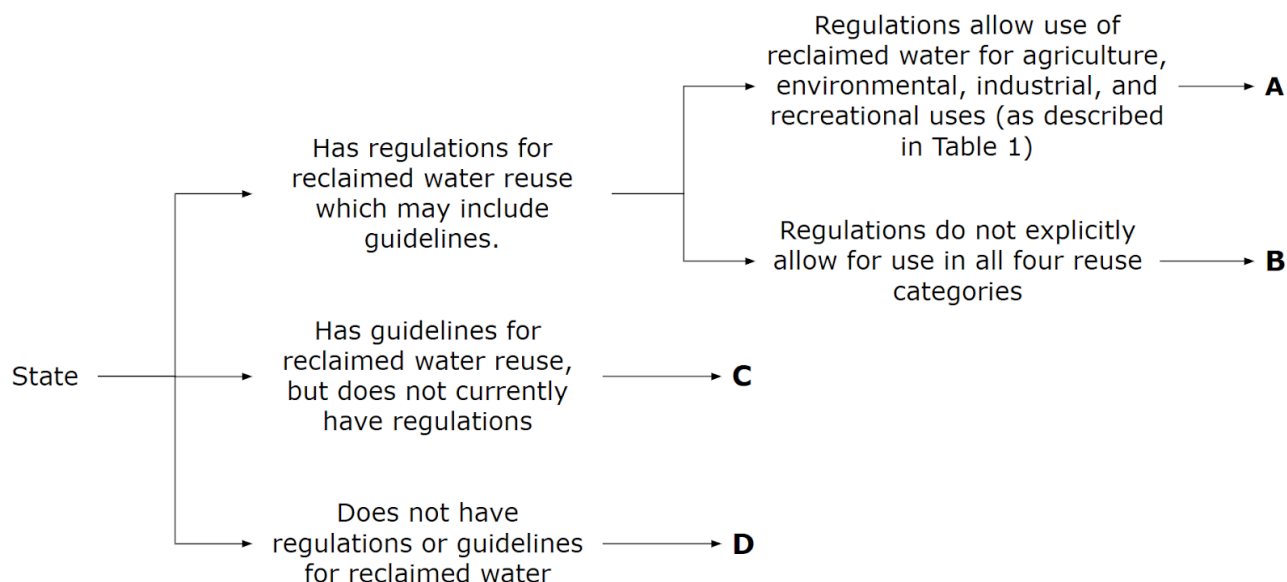 Regulations allow use of
reclaimed water for agriculture,
environmental, industrial, and
recreational uses (as described
in Table 1)
A
Has regulations for
reclaimed water reuse
which may include
guidelines.
Regulations do not explicitly
allow for use in all four reuse
categories
B
State
Has guidelines for
reclaimed water reuse,
but does not currently
have regulations
C
Does not have
regulations or guidelines
for reclaimed water
D